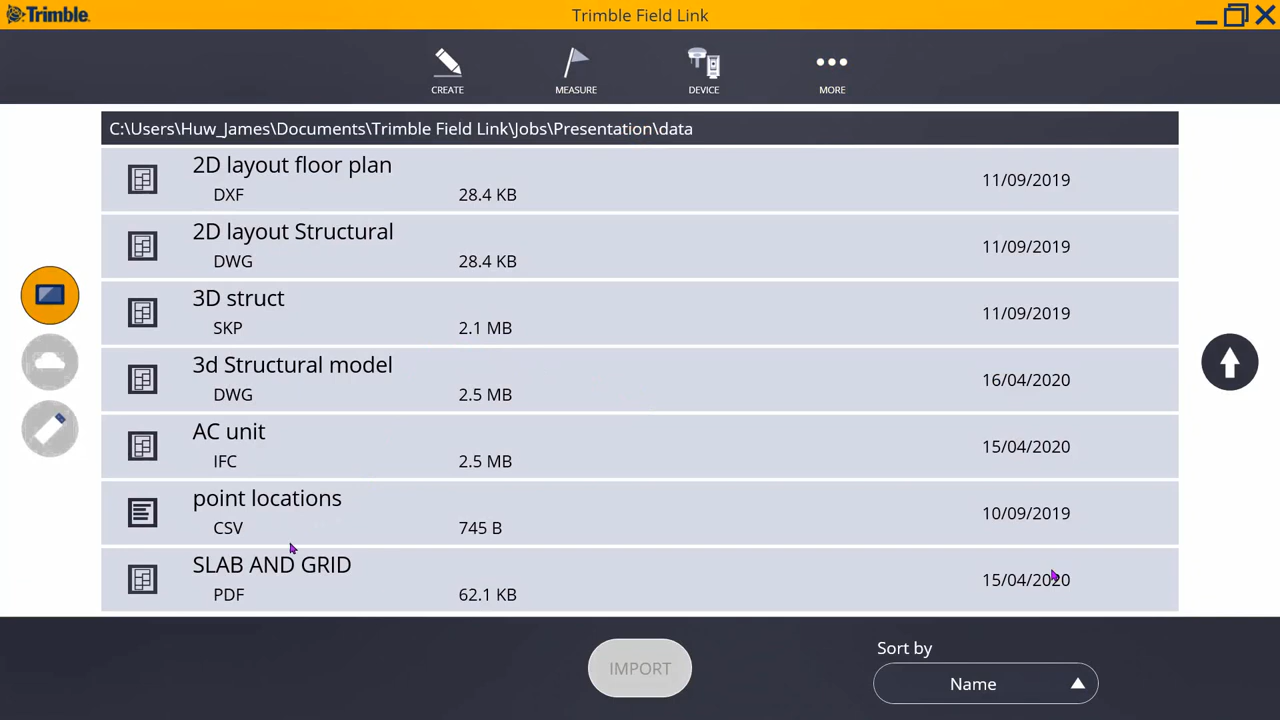 Trimble
Trimble Field Link
CREATE
MEASURE
DEVICE
MORE
C:\Users\Huw_James\Documents\Trimble Field Link\Jobs\Presentation\data
2D layout floor plan
DXF 28.4 KB 11/09/2019
2D layout Structural
DWG 28.4 KB 11/09/2019
3D struct
SKP 2.1 MB 11/09/2019
3d Structural model
DWG 2.5 MB 16/04/2020
AC unit
IFC 2.5 MB 15/04/2020
point locations
CSV 745 B 10/09/2019
SLAB AND GRID
PDF 62.1 KB 15/04/2020
IMPORT
Sort by
Name